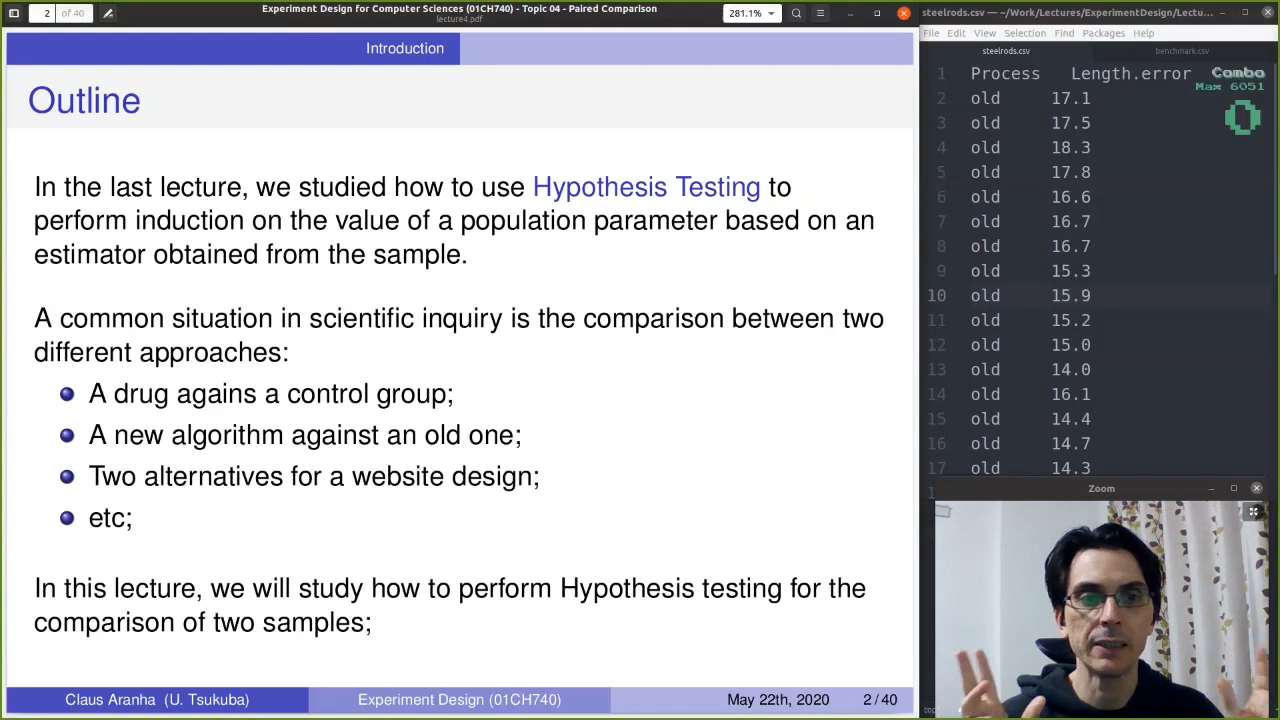 2 of 40
Experiment Design for Computer Sciences (01CH740) - Topic 04 - Paired Comparison
lecture4.pdf
281.1%
Introduction
Outline
In the last lecture, we studied how to use Hypothesis Testing to
perform induction on the value of a population parameter based on an
estimator obtained from the sample.
A common situation in scientific inquiry is the comparison between two
different approaches:
A drug agains a control group;
A new algorithm against an old one;
Two alternatives for a website design;
etc;
In this lecture, we will study how to perform Hypothesis testing for the
comparison of two samples;
Claus Aranha (U. Tsukuba)
Experiment Design (01CH740)
May 22th, 2020
2 / 40
steelrods.csv — ~/Work/Lectures/ExperimentDesign/Lectu...
File Edit View Selection Find Packages Help
steelrods.csv
benchmark.csv
1 Process Length.error
Combo
Max 6051
0
2 old 17.1
3 old 17.5
4 old 18.3
5 old 17.8
6 old 16.6
7 old 16.7
8 old 16.7
9 old 15.3
10 old 15.9
11 old 15.2
12 old 15.0
13 old 14.0
14 old 16.1
15 old 14.4
16 old 14.7
17 old 14.3
Zoom